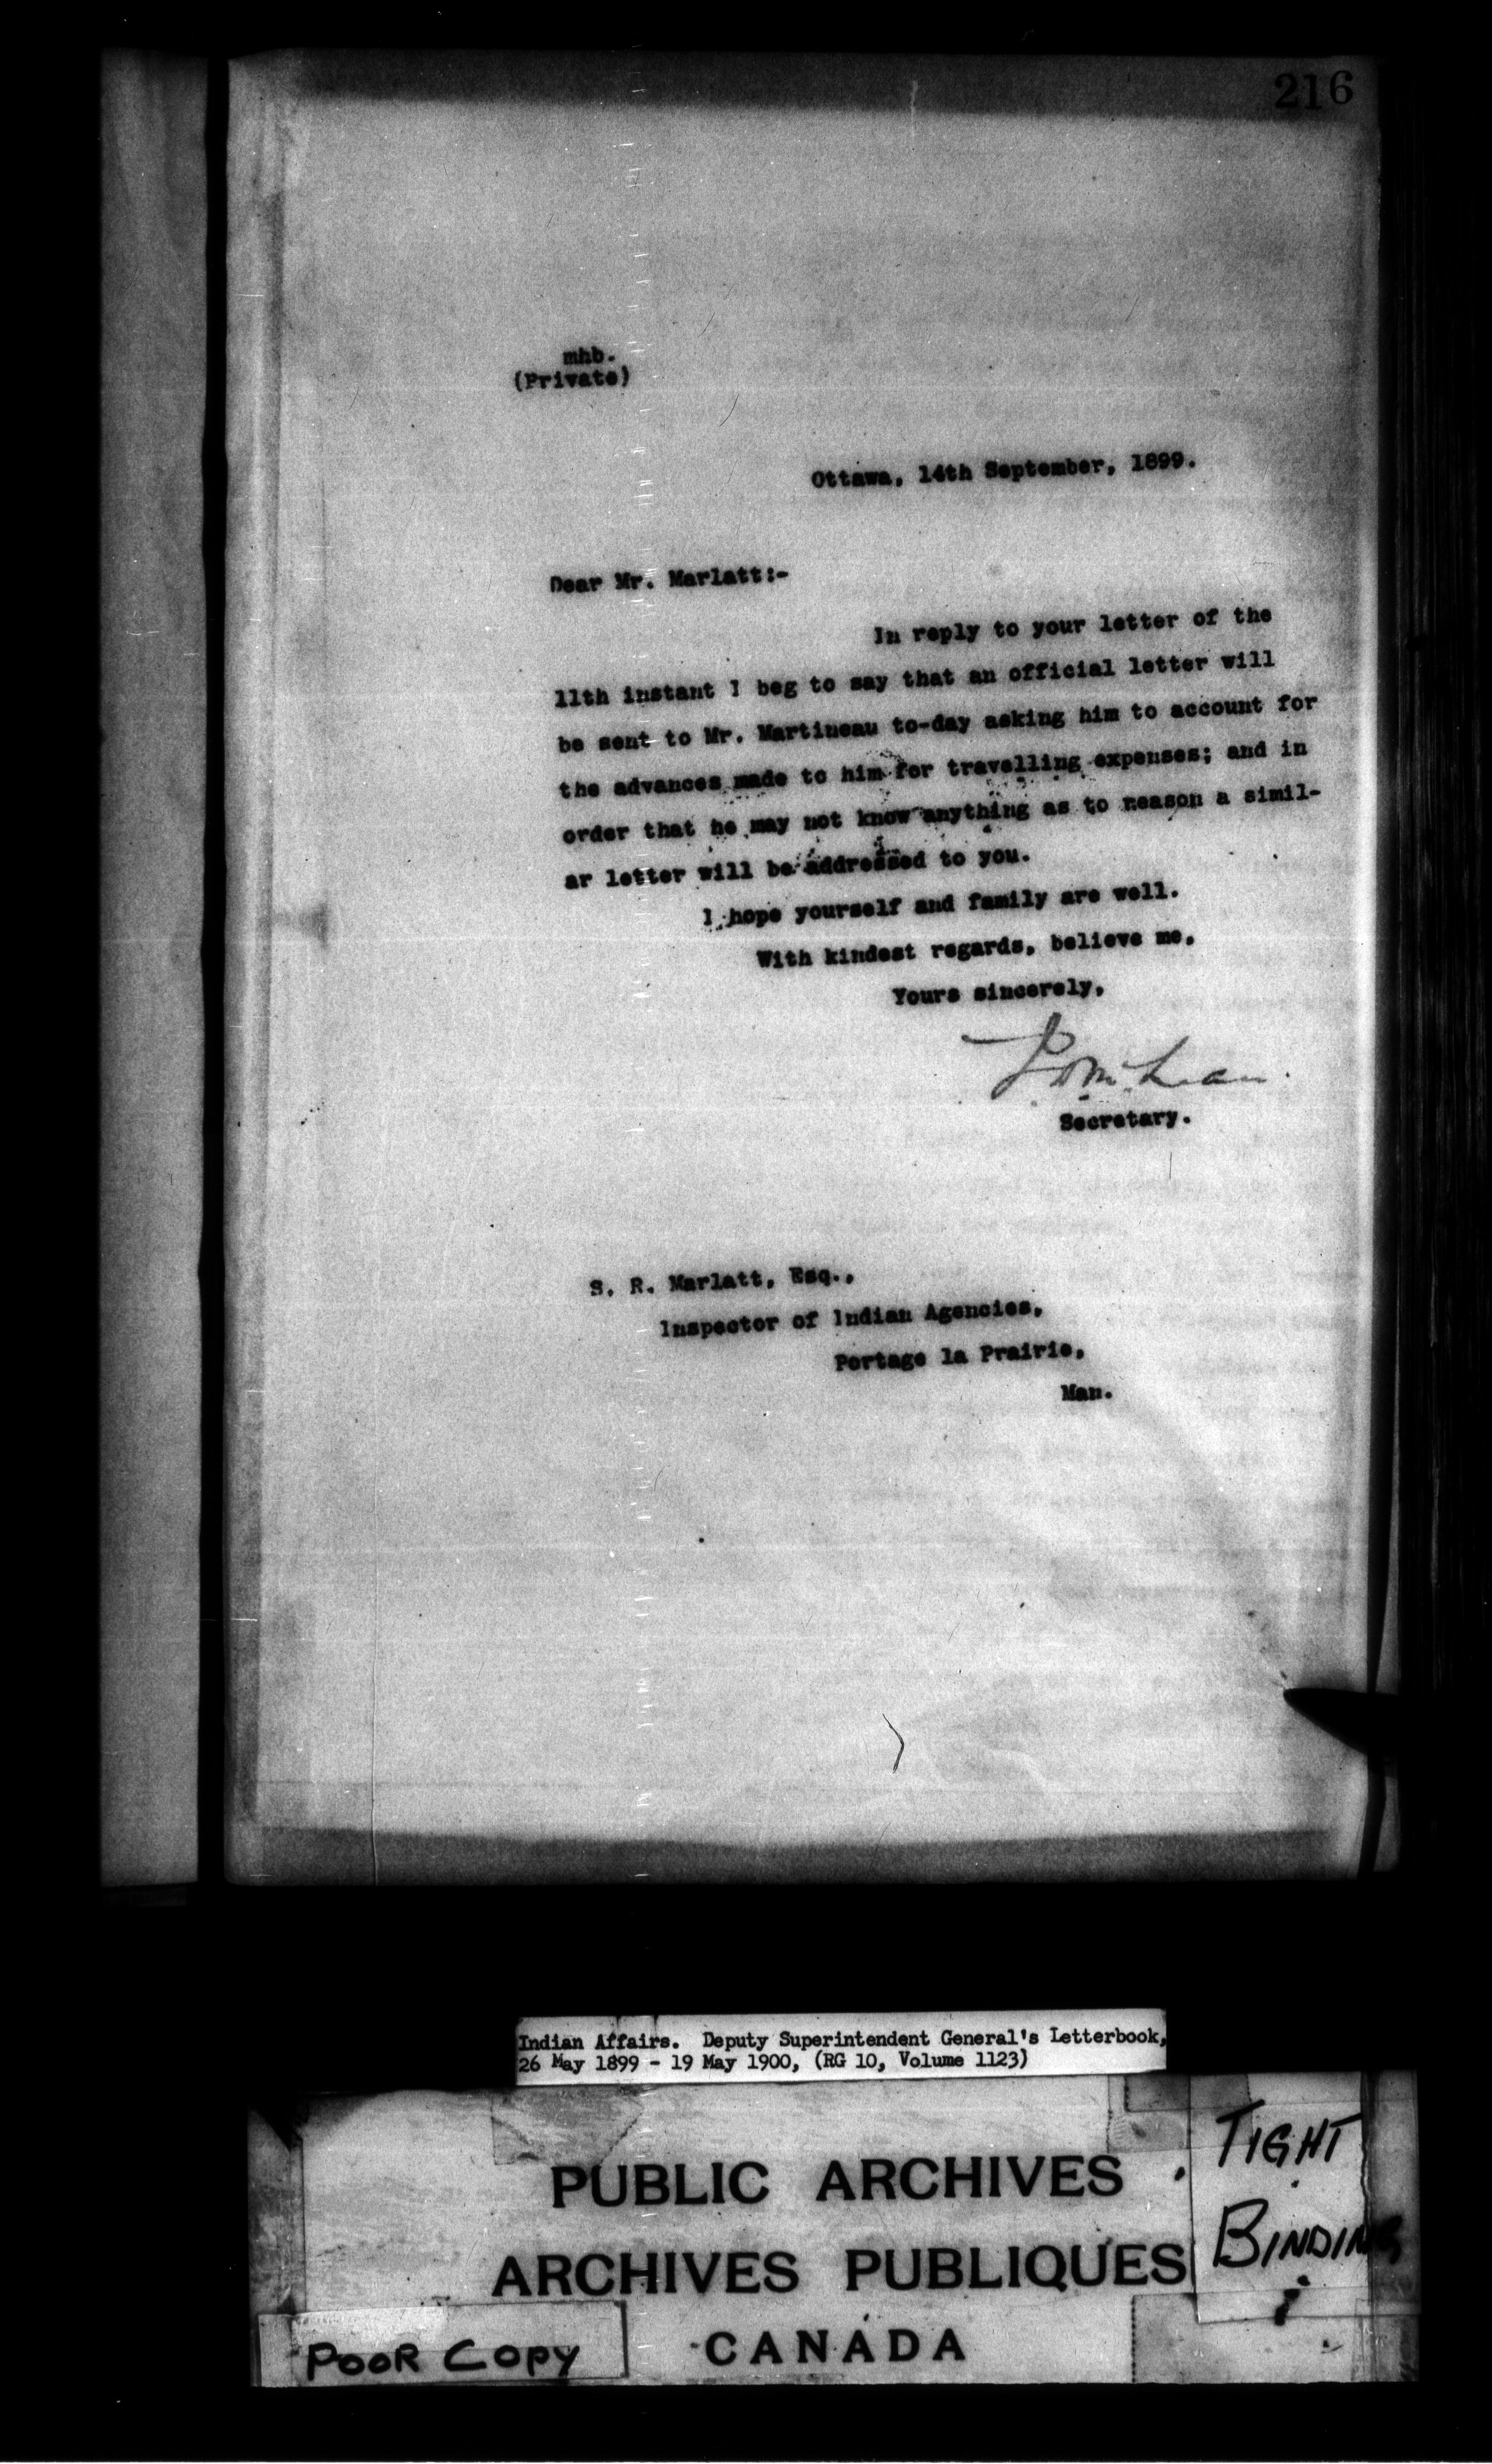 216
mhb.
(Private)
Ottawa, 14th September, 1899.
Dear Mr. Marlatt:-
In reply to your letter of the
11th instant I beg to say that an official letter will
be sent to Mr. Martineau to-day asking him to account for
the advances made to him for travelling expenses; and in
order that he may not know anything as to reason a simil-
ar letter will be addressed to you.
I hope yourself and family are well.
With kindest regards, believe me,
Yours sincerely,
J.D. McLean.
Secretary.
S. R. Marlatt, Esq.,
Inspector of Indian Agencies,
Portage la Prairie,
Man.
Indian Affairs. Deputy Superintendent General's Letterbook,
26 May 1899 - 19 May 1900, (RG 10, Volume 1123)
PUBLIC ARCHIVES
ARCHIVES PUBLIQUES
CANADA
TIGHT
BINDING
POOR COPY